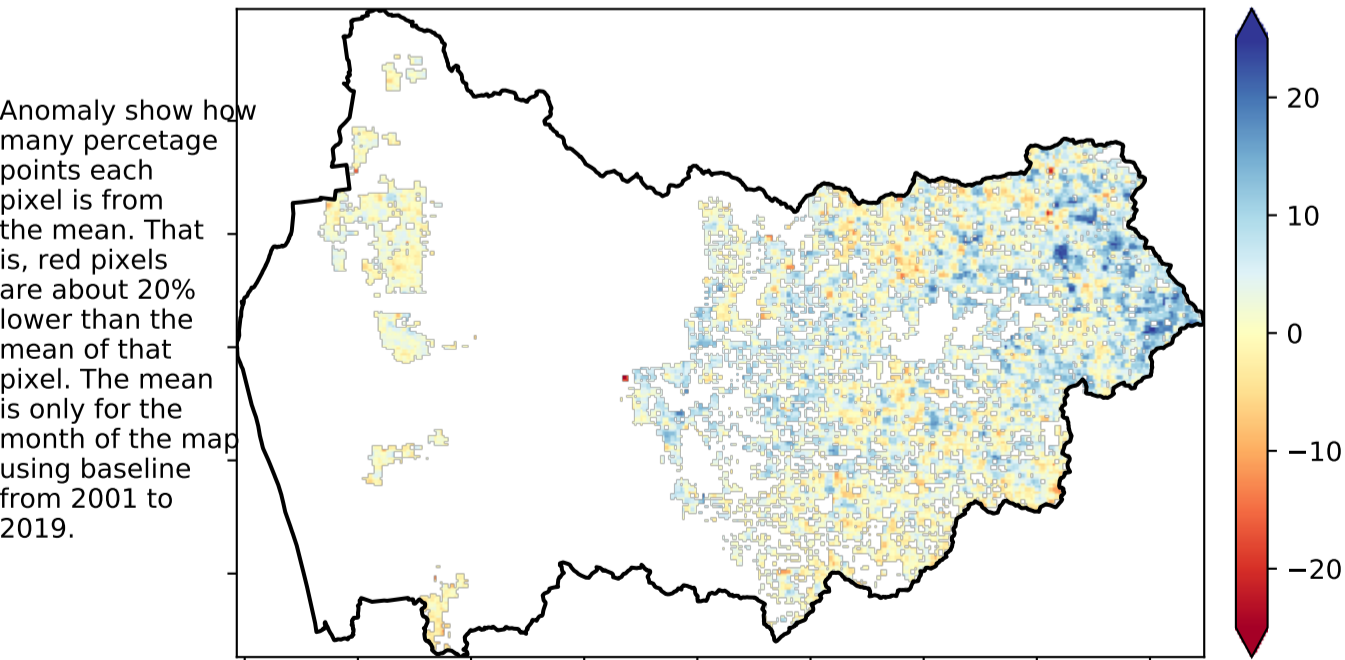 Anomaly show how
many percetage
points each
pixel is from
the mean. That
is, red pixels
are about 20%
lower than the
mean of that
pixel. The mean
is only for the
month of the map
using baseline
from 2001 to
2019.
20
10
0
−10
−20